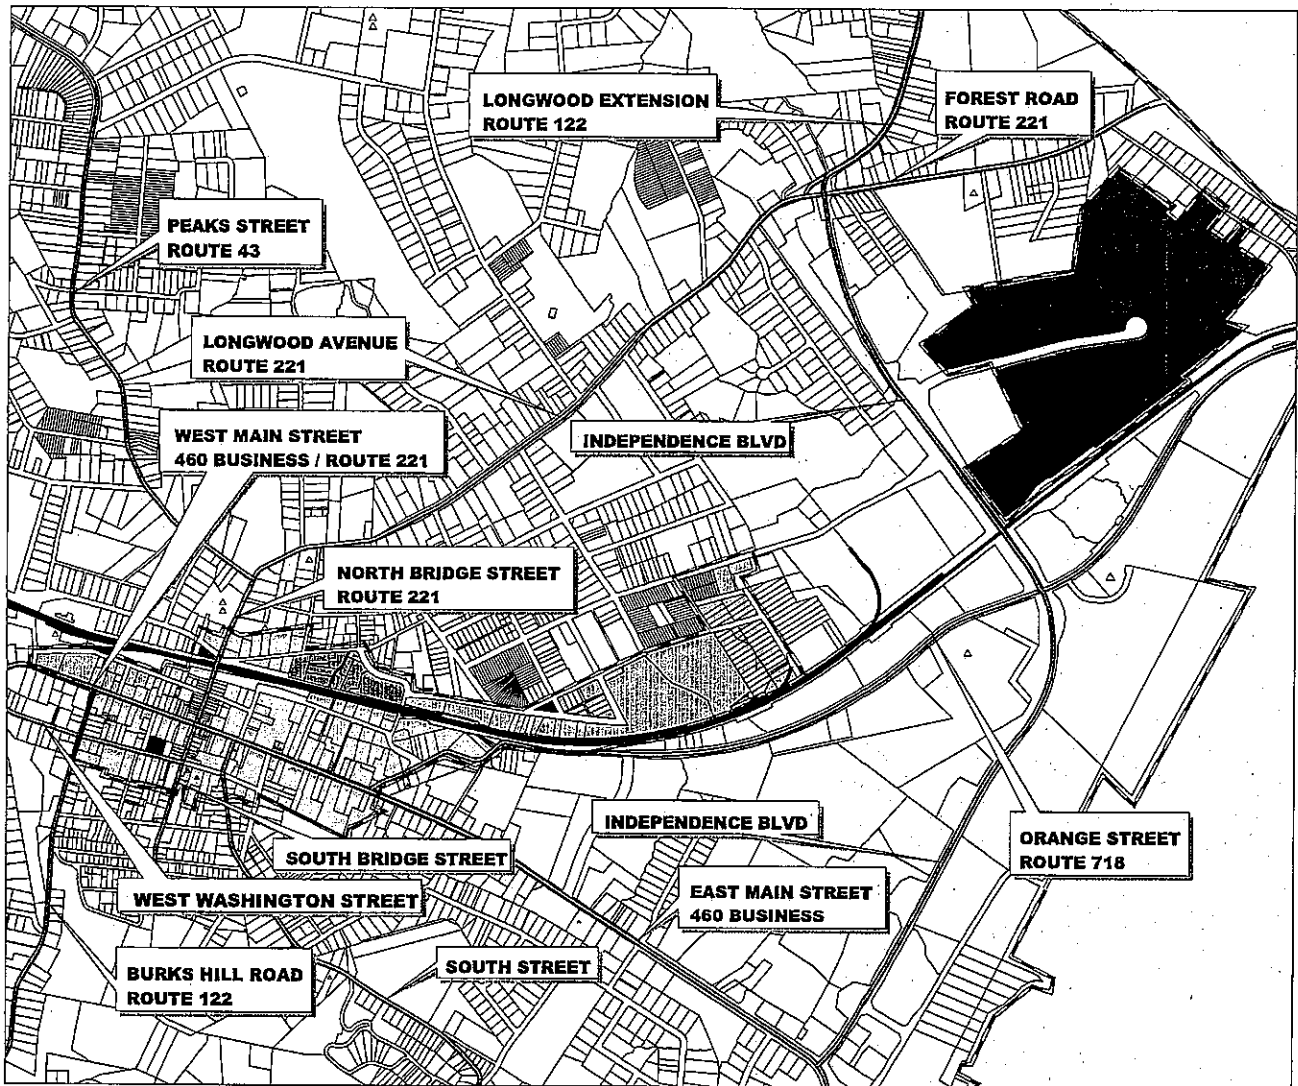 LONGWOOD EXTENSION
ROUTE 122
FOREST ROAD
ROUTE 221
PEAKS STREET
ROUTE 43
LONGWOOD AVENUE
ROUTE 221
WEST MAIN STREET
460 BUSINESS / ROUTE 221
INDEPENDENCE BLVD
NORTH BRIDGE STREET
ROUTE 221
INDEPENDENCE BLVD
ORANGE STREET
ROUTE 718
SOUTH BRIDGE STREET
WEST WASHINGTON STREET
EAST MAIN STREET
460 BUSINESS
BURKS HILL ROAD
ROUTE 122
SOUTH STREET